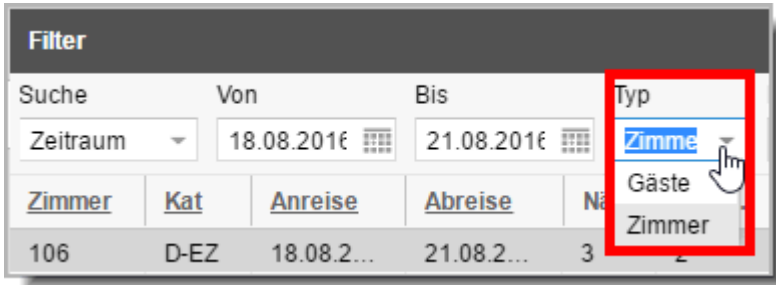 Filter
Suche Von Bis Typ
Zeitraum 18.08.2016 21.08.2016 Zimme
Gäste
Zimmer Kat Anreise Abreise
Zimmer
106 D-EZ 18.08.2... 21.08.2... 3